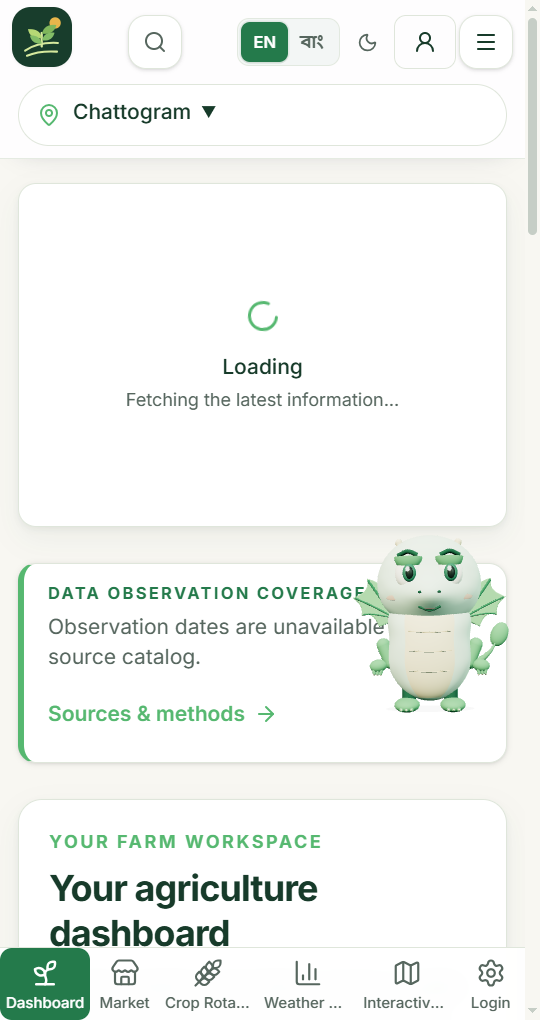 EN
বাং
Chattogram ▼
Loading
Fetching the latest information...
DATA OBSERVATION COVERAGE
Observation dates are unavailable
source catalog.
Sources & methods →
YOUR FARM WORKSPACE
Your agriculture
dashboard
Dashboard
Market
Crop Rota...
Weather ...
Interactiv...
Login